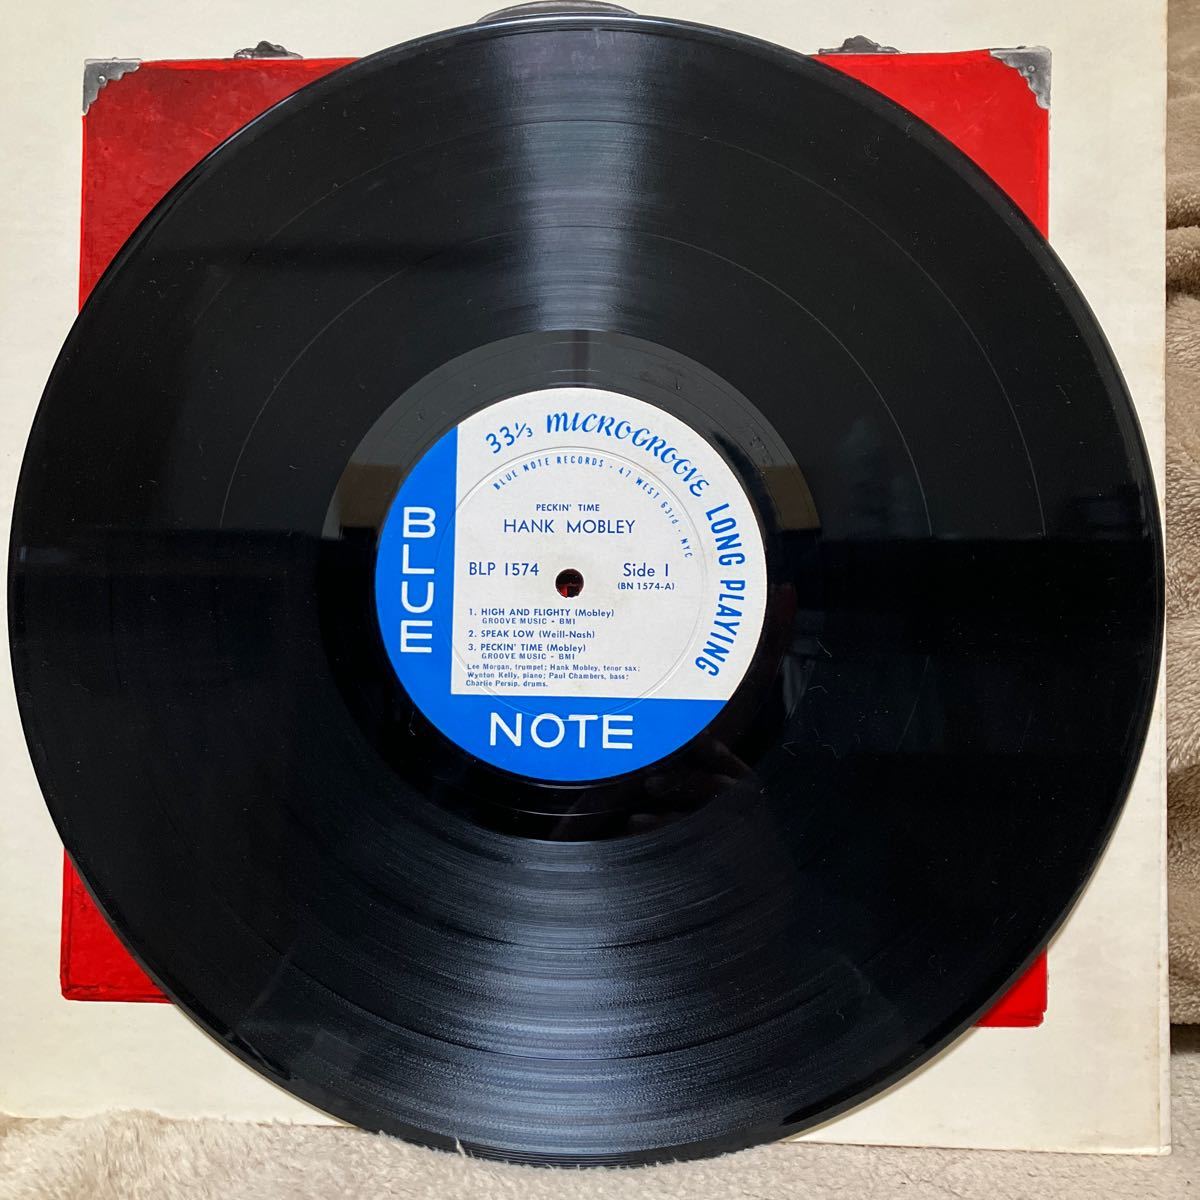 33⅓ MICROGROOVE LONG PLAYING
BLUE NOTE RECORDS · 47 WEST 63rd · NYC
PECKIN' TIME
HANK MOBLEY
BLP 1574
Side 1
(BN 1574-A)
1. HIGH AND FLIGHTY (Mobley)
GROOVE MUSIC - BMI
2. SPEAK LOW (Weill-Nash)
3. PECKIN' TIME (Mobley)
GROOVE MUSIC - BMI
Lee Morgan, trumpet; Hank Mobley, tenor sax;
Wynton Kelly, piano; Paul Chambers, bass;
Charlie Persip, drums.
BLUE
NOTE